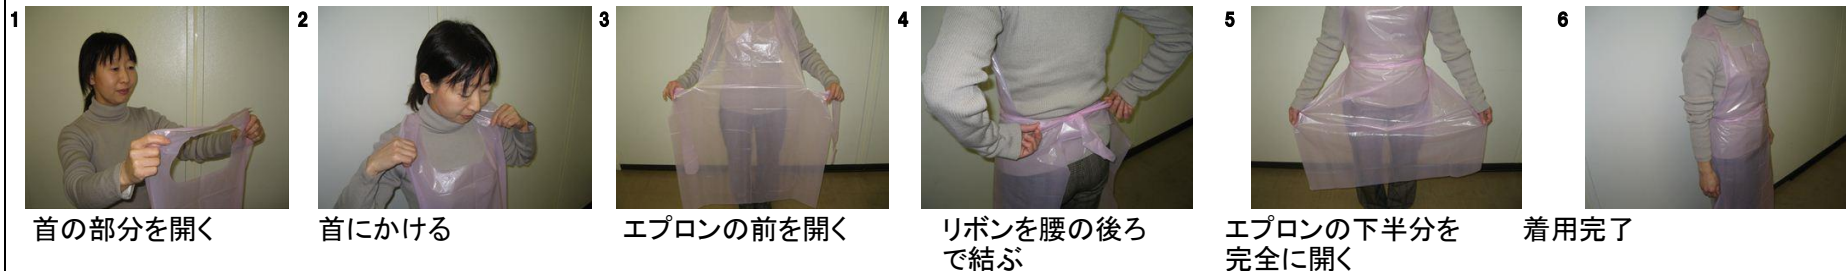 1
首の部分を開く
2
首にかける
3
エプロンの前を開く
4
リボンを腰の後ろ
で結ぶ
5
エプロンの下半分を
完全に開く
6
着用完了